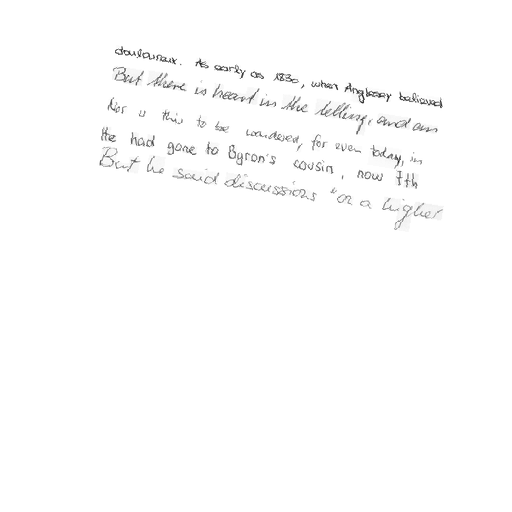 douloureux. As early as 1830, when Anglesey believed
But there is heart in the telling, and an
Nor is this to be wondered, for even today, in
the had gone to Byron's cousin, now 7th
But he said discussions "on a higher